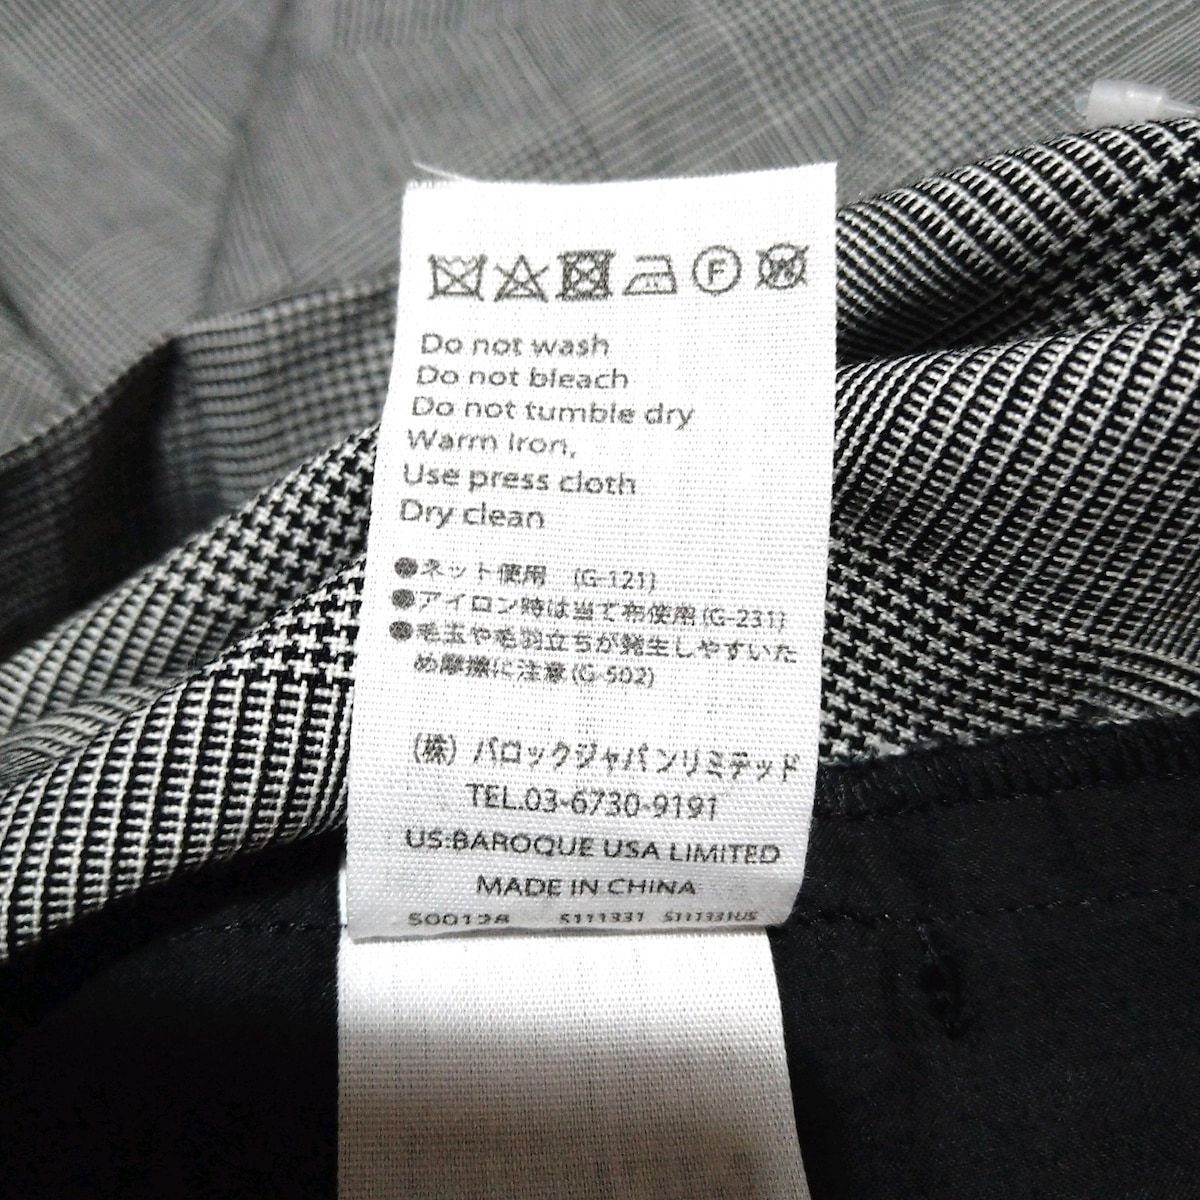 F W
Do not wash
Do not bleach
Do not tumble dry
Warm iron,
Use press cloth
Dry clean
●ネット使用 (G-121)
●アイロン時は当て布使用(G-231)
●毛玉や毛羽立ちが発生しやすいた
め摩擦に注意(G-502)
(株) バロックジャパンリミテッド
TEL.03-6730-9191
US:BAROQUE USA LIMITED
MADE IN CHINA
S00128 S111331 S111331US